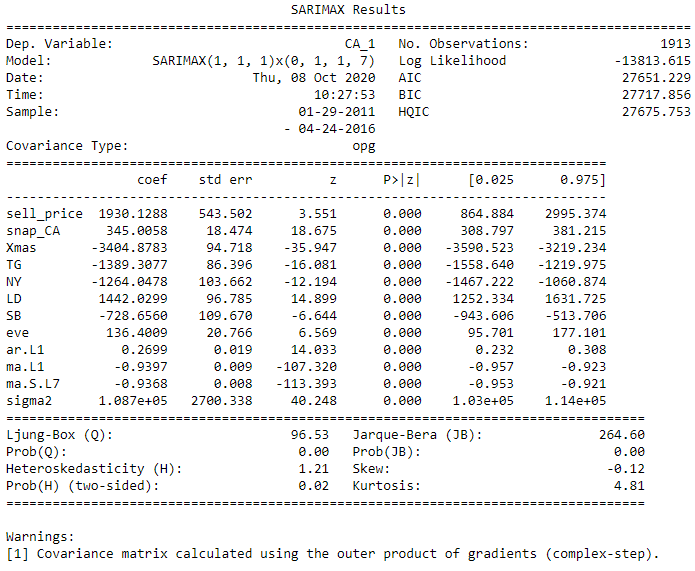 SARIMAX Results
==============================================================================
Dep. Variable: CA_1 No. Observations: 1913
Model: SARIMAX(1, 1, 1)x(0, 1, 1, 7) Log Likelihood -13813.615
Date: Thu, 08 Oct 2020 AIC 27651.229
Time: 10:27:53 BIC 27717.856
Sample: 01-29-2011 HQIC 27675.753
- 04-24-2016
Covariance Type: opg
==============================================================================
coef std err z P>|z| [0.025 0.975]
------------------------------------------------------------------------------
sell_price 1930.1288 543.502 3.551 0.000 864.884 2995.374
snap_CA 345.0058 18.474 18.675 0.000 308.797 381.215
Xmas -3404.8783 94.718 -35.947 0.000 -3590.523 -3219.234
TG -1389.3077 86.396 -16.081 0.000 -1558.640 -1219.975
NY -1264.0478 103.662 -12.194 0.000 -1467.222 -1060.874
LD 1442.0299 96.785 14.899 0.000 1252.334 1631.725
SB -728.6560 109.670 -6.644 0.000 -943.606 -513.706
eve 136.4009 20.766 6.569 0.000 95.701 177.101
ar.L1 0.2699 0.019 14.033 0.000 0.232 0.308
ma.L1 -0.9397 0.009 -107.320 0.000 -0.957 -0.923
ma.S.L7 -0.9368 0.008 -113.393 0.000 -0.953 -0.921
sigma2 1.087e+05 2700.338 40.248 0.000 1.03e+05 1.14e+05
===================================================================================
Ljung-Box (Q): 96.53 Jarque-Bera (JB): 264.60
Prob(Q): 0.00 Prob(JB): 0.00
Heteroskedasticity (H): 1.21 Skew: -0.12
Prob(H) (two-sided): 0.02 Kurtosis: 4.81
===================================================================================
Warnings:
[1] Covariance matrix calculated using the outer product of gradients (complex-step).